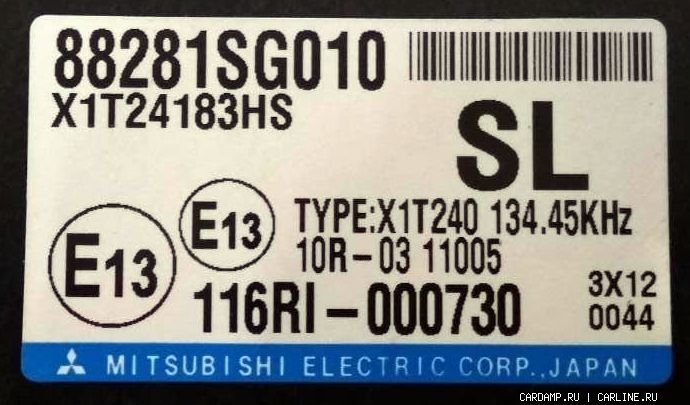 88281SG010
X1T24183HS
SL
E13
E13
TYPE:X1T240 134.45KHz
10R-03 11005
116RI-000730
3X12
0044
MITSUBISHI ELECTRIC CORP.,JAPAN
CARDAMP.RU | CARLINE.RU